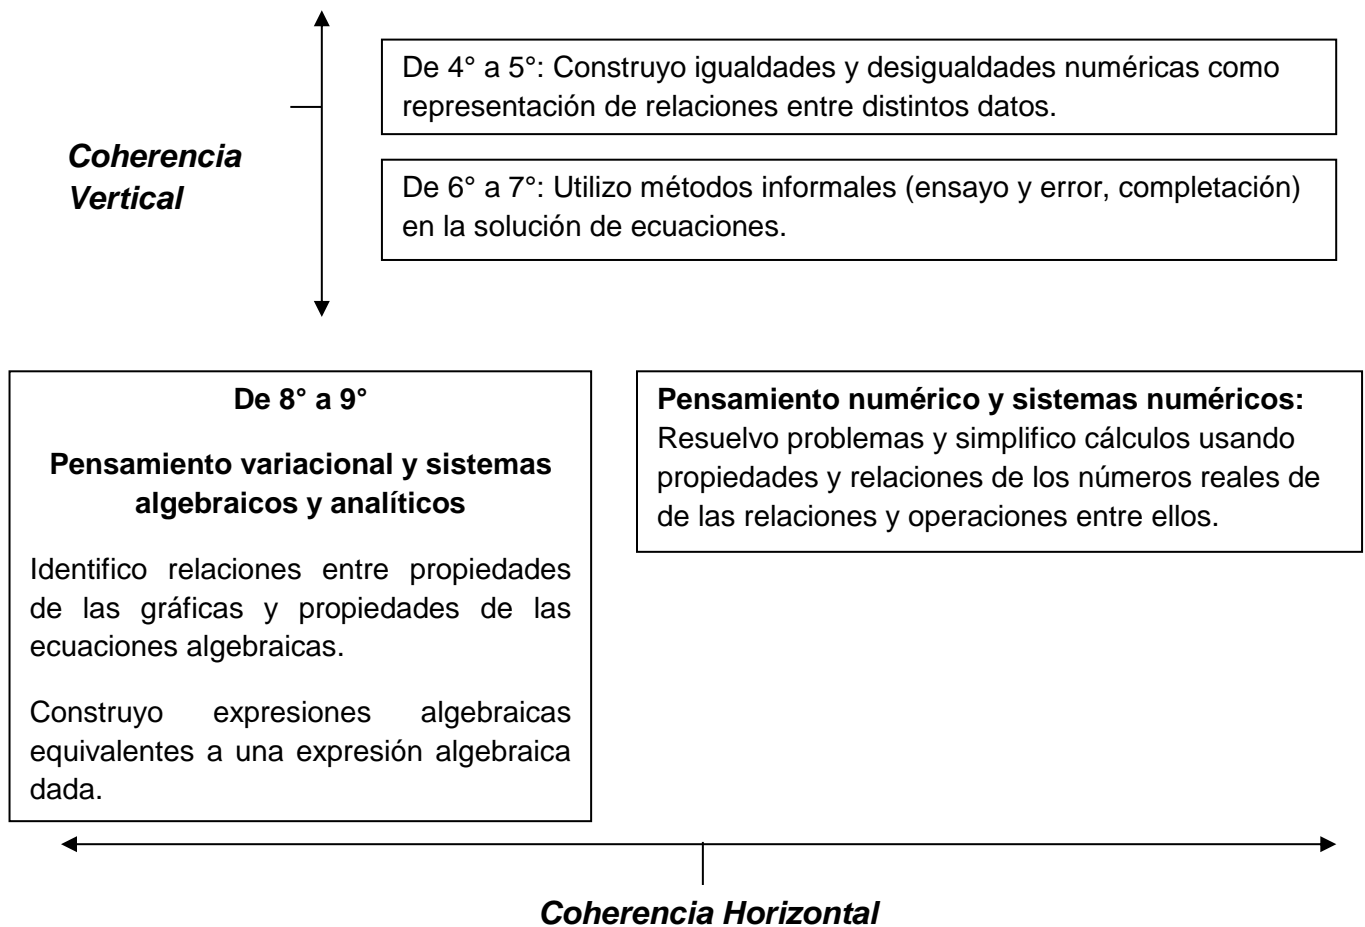 De 4° a 5°: Construyo igualdades y desigualdades numéricas como
representación de relaciones entre distintos datos.
Coherencia
Vertical
De 6° a 7°: Utilizo métodos informales (ensayo y error, completación)
en la solución de ecuaciones.
De 8° a 9°
Pensamiento variacional y sistemas
algebraicos y analíticos
Identifico relaciones entre propiedades
de las gráficas y propiedades de las
ecuaciones algebraicas.
Construyo expresiones algebraicas
equivalentes a una expresión algebraica
dada.
Pensamiento numérico y sistemas numéricos:
Resuelvo problemas y simplifico cálculos usando
propiedades y relaciones de los números reales de
de las relaciones y operaciones entre ellos.
Coherencia Horizontal